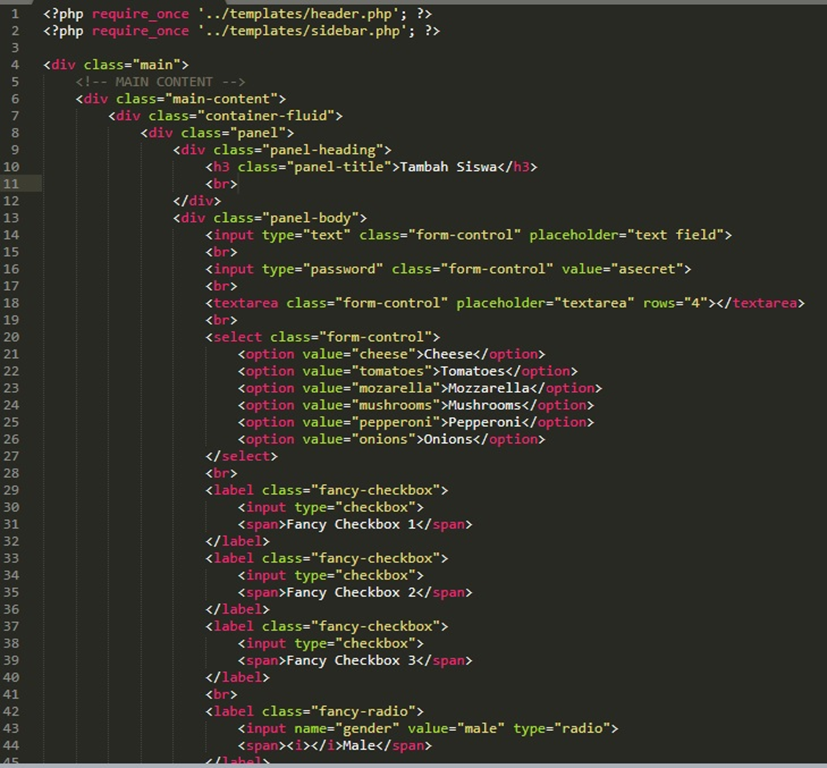 1 <?php require_once '../templates/header.php'; ?>
2 <?php require_once '../templates/sidebar.php'; ?>
3
4 <div class="main">
5     <!-- MAIN CONTENT -->
6     <div class="main-content">
7         <div class="container-fluid">
8             <div class="panel">
9                 <div class="panel-heading">
10                     <h3 class="panel-title">Tambah Siswa</h3>
11                     <br>
12                 </div>
13                 <div class="panel-body">
14                     <input type="text" class="form-control" placeholder="text field">
15                     <br>
16                     <input type="password" class="form-control" value="asecret">
17                     <br>
18                     <textarea class="form-control" placeholder="textarea" rows="4"></textarea>
19                     <br>
20                     <select class="form-control">
21                         <option value="cheese">Cheese</option>
22                         <option value="tomatoes">Tomatoes</option>
23                         <option value="mozarella">Mozzarella</option>
24                         <option value="mushrooms">Mushrooms</option>
25                         <option value="pepperoni">Pepperoni</option>
26                         <option value="onions">Onions</option>
27                     </select>
28                     <br>
29                     <label class="fancy-checkbox">
30                         <input type="checkbox">
31                         <span>Fancy Checkbox 1</span>
32                     </label>
33                     <label class="fancy-checkbox">
34                         <input type="checkbox">
35                         <span>Fancy Checkbox 2</span>
36                     </label>
37                     <label class="fancy-checkbox">
38                         <input type="checkbox">
39                         <span>Fancy Checkbox 3</span>
40                     </label>
41                     <br>
42                     <label class="fancy-radio">
43                         <input name="gender" value="male" type="radio">
44                         <span><i></i>Male</span>
45                     </label>